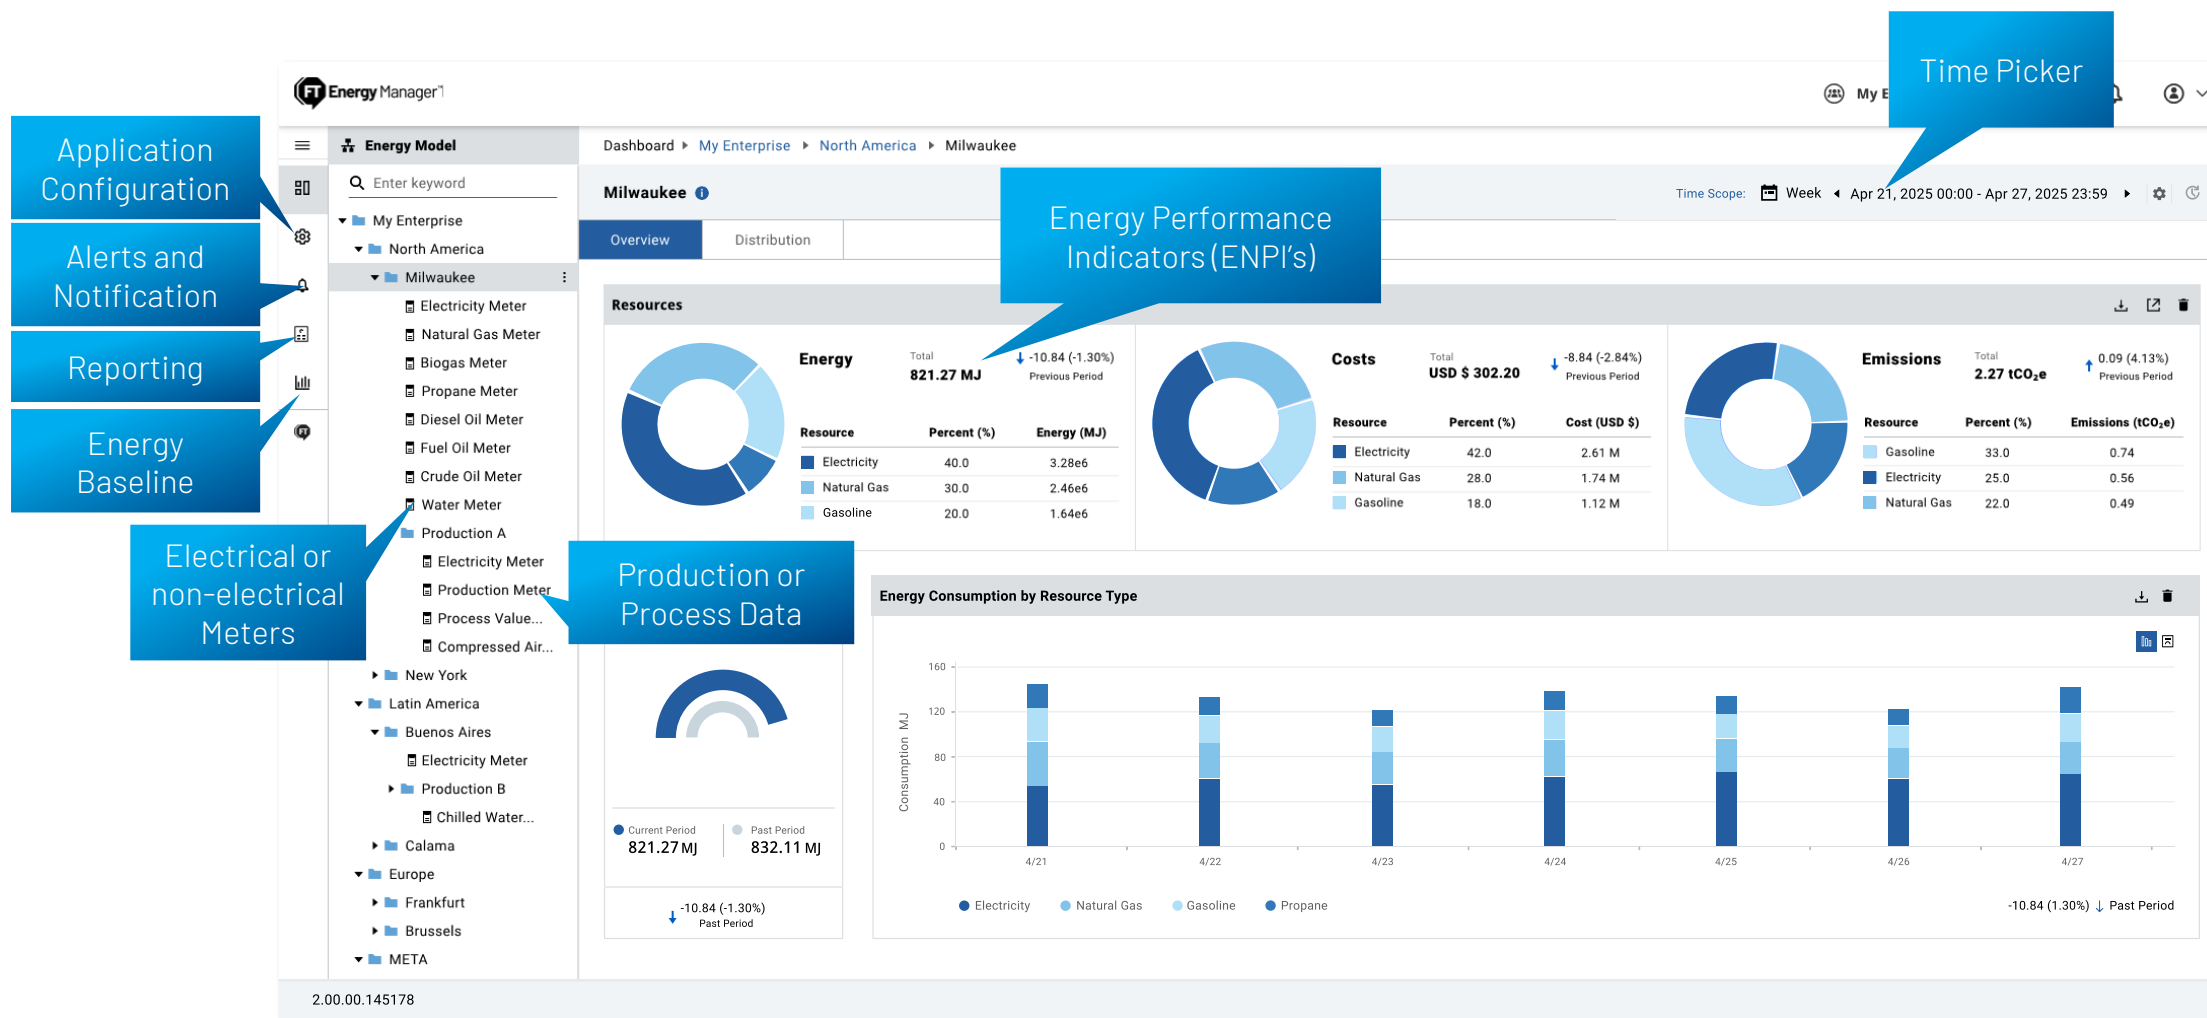 Time Picker
FT Energy Manager
My E
Application
Configuration
Energy Model
Dashboard My Enterprise North America Milwaukee
Enter keyword
Milwaukee
Energy Performance
Indicators (ENPI's)
Time Scope: Week Apr 21, 2025 00:00 - Apr 27, 2025 23:59
Overview
Distribution
Alerts and
Notification
Reporting
Energy
Baseline
FT
My Enterprise
North America
Milwaukee
Electricity Meter
Natural Gas Meter
Biogas Meter
Propane Meter
Diesel Oil Meter
Fuel Oil Meter
Crude Oil Meter
Water Meter
Production A
Electricity Meter
Production Meter
Process Value...
Compressed Air...
New York
Latin America
Buenos Aires
Electricity Meter
Production B
Chilled Water...
Calama
Europe
Frankfurt
Brussels
META
Electrical or
non-electrical
Meters
Production or
Process Data
Resources
Energy
Total
821.27 MJ
-10.84 (-1.30%)
Previous Period
Resource Percent (%) Energy (MJ)
Electricity 40.0 3.28e6
Natural Gas 30.0 2.46e6
Gasoline 20.0 1.64e6
Costs
Total
USD $ 302.20
-8.84 (-2.84%)
Previous Period
Resource Percent (%) Cost (USD $)
Electricity 42.0 2.61 M
Natural Gas 28.0 1.74 M
Gasoline 18.0 1.12 M
Emissions
Total
2.27 tCO₂e
0.09 (4.13%)
Previous Period
Resource Percent (%) Emissions (tCO₂e)
Gasoline 33.0 0.74
Electricity 25.0 0.56
Natural Gas 22.0 0.49
Current Period
821.27 MJ
Past Period
832.11 MJ
-10.84 (-1.30%)
Past Period
Energy Consumption by Resource Type
Consumption MJ
160
120
80
40
0
4/21 4/22 4/23 4/24 4/25 4/26 4/27
Electricity Natural Gas Gasoline Propane
-10.84 (1.30%) ↓ Past Period
2.00.00.145178